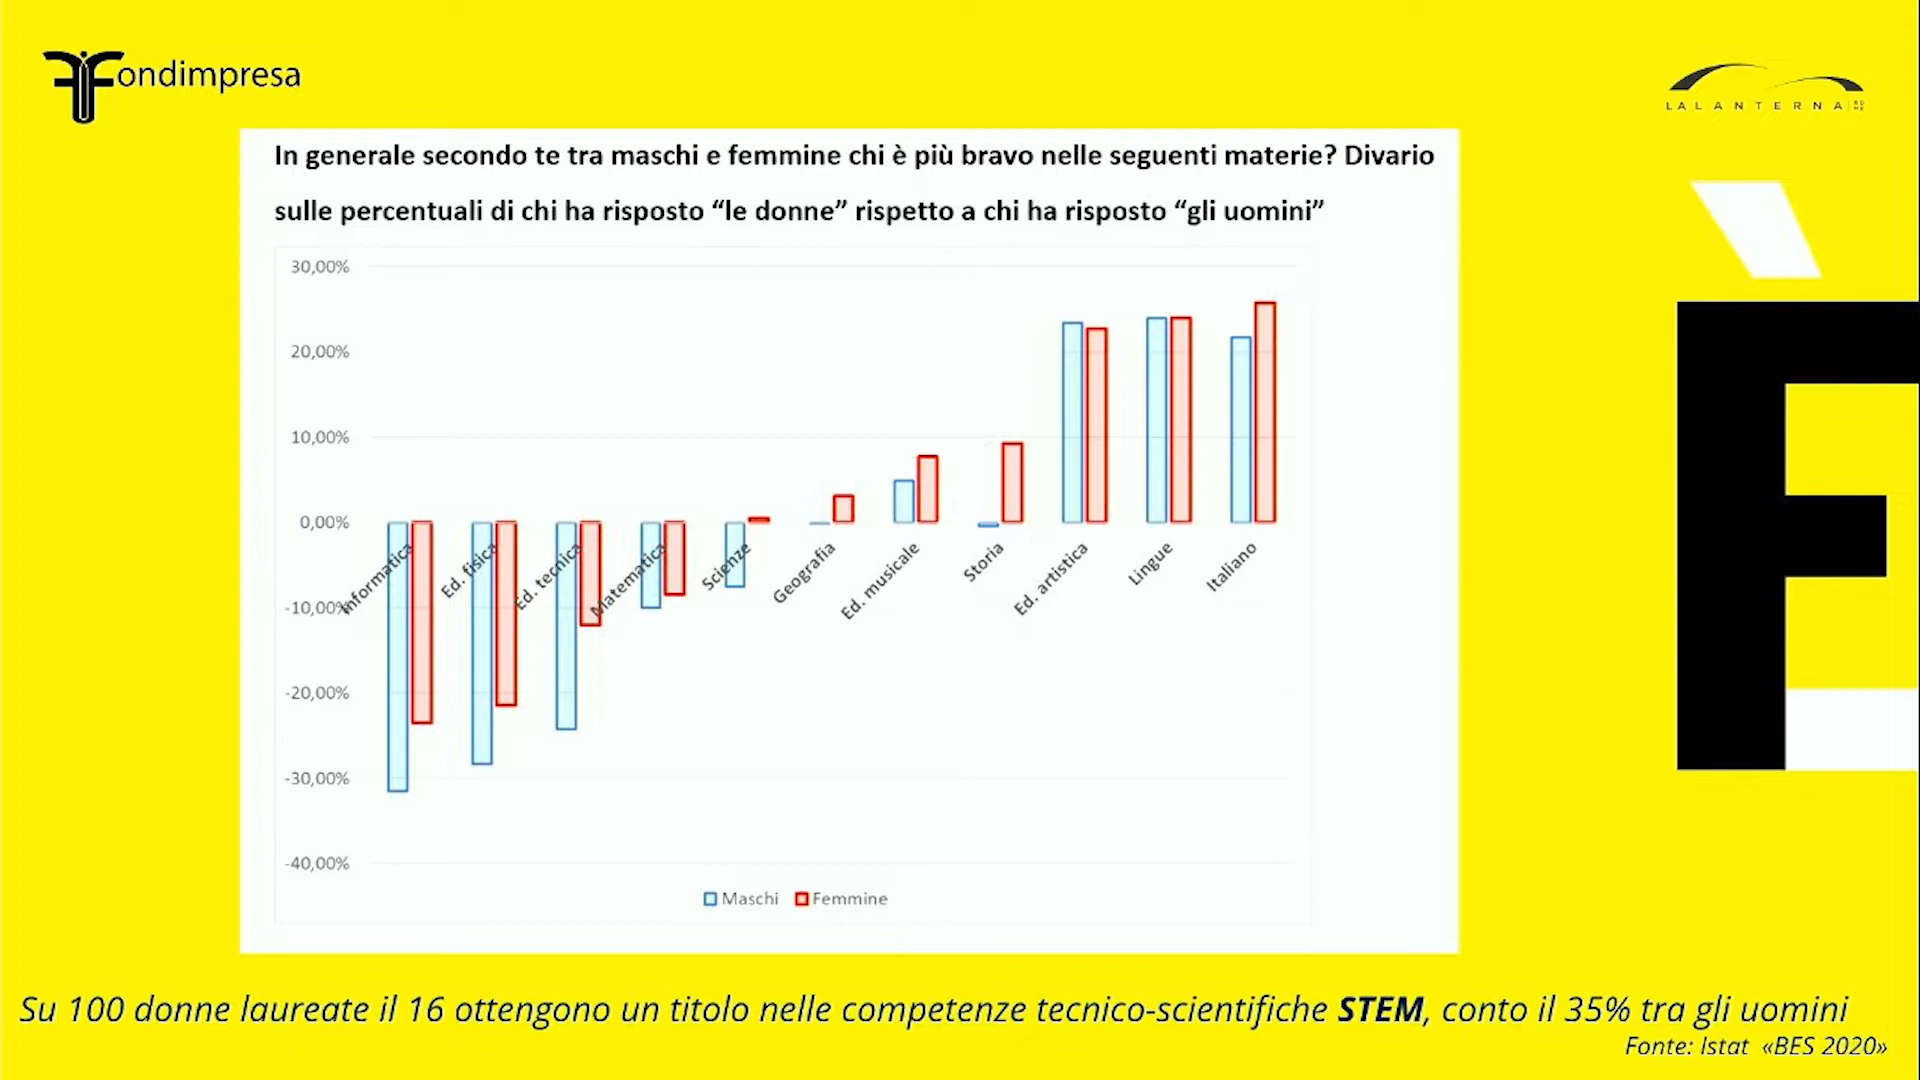 Fondimpresa
LALANTERNA
In generale secondo te tra maschi e femmine chi è più bravo nelle seguenti materie? Divario
sulle percentuali di chi ha risposto “le donne” rispetto a chi ha risposto “gli uomini”
30,00%
20,00%
10,00%
0,00%
-10,00%
-20,00%
-30,00%
-40,00%
Informatica
Ed. fisica
Ed. tecnica
Matematica
Scienze
Geografia
Ed. musicale
Storia
Ed. artistica
Lingue
Italiano
Maschi Femmine
Su 100 donne laureate il 16 ottengono un titolo nelle competenze tecnico-scientifiche STEM, conto il 35% tra gli uomini
Fonte: Istat «BES 2020»